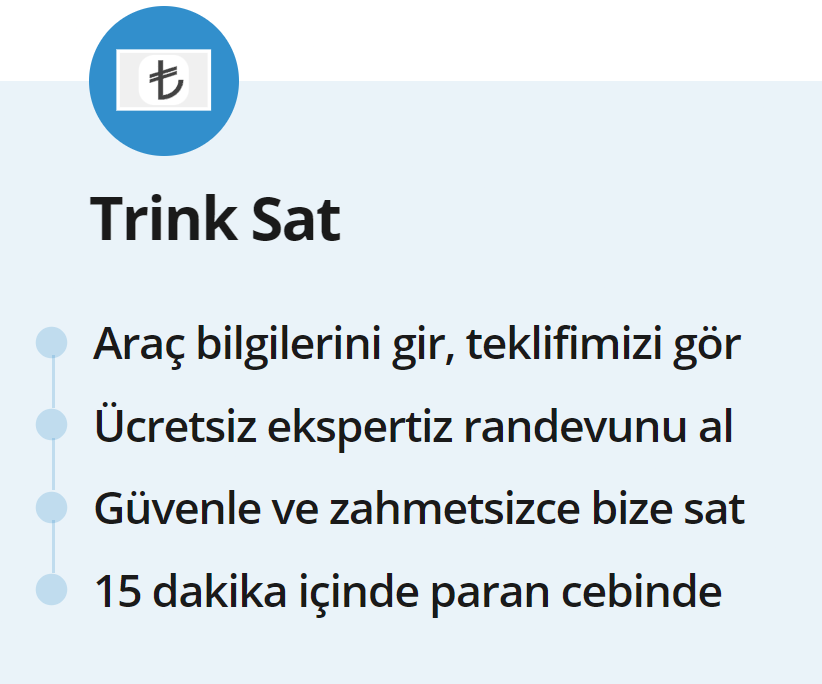 ₺
Trink Sat
Araç bilgilerini gir, teklifimizi gör
Ücretsiz ekspertiz randevunu al
Güvenle ve zahmetsizce bize sat
15 dakika içinde paran cebinde